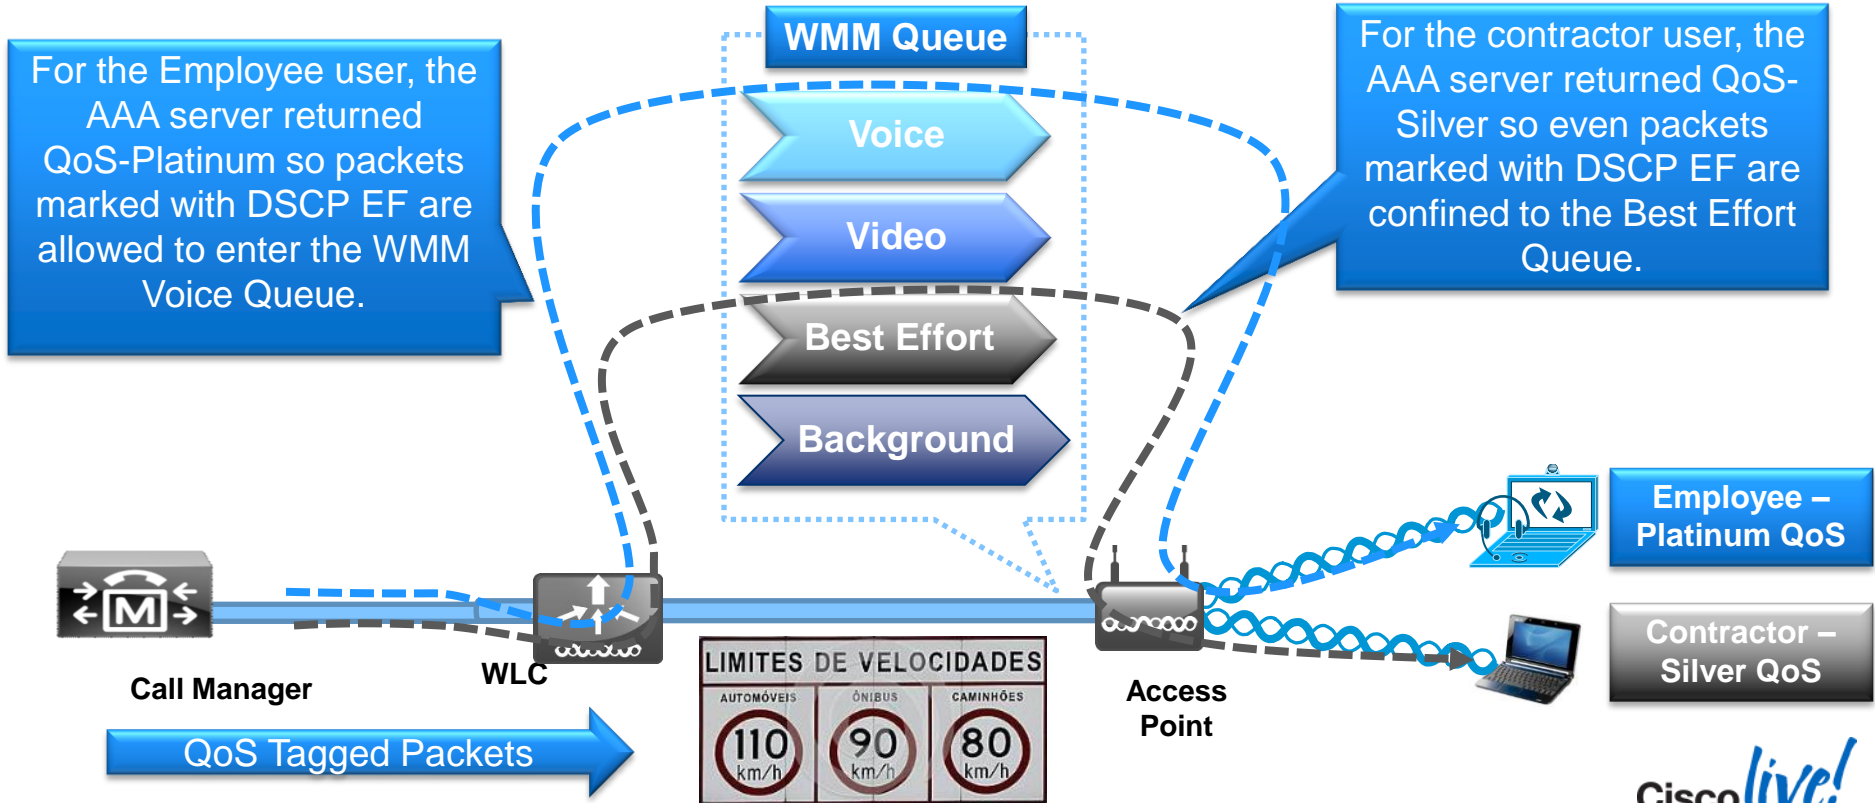 WMM Queue
For the Employee user, the
AAA server returned
QoS-Platinum so packets
marked with DSCP EF are
allowed to enter the WMM
Voice Queue.
For the contractor user, the
AAA server returned QoS-
Silver so even packets
marked with DSCP EF are
confined to the Best Effort
Queue.
Voice
Video
Best Effort
Background
Employee –
Platinum QoS
Contractor –
Silver QoS
M
Call Manager
WLC
Access
Point
QoS Tagged Packets
LIMITES DE VELOCIDADES
AUTOMÓVEIS
110
km/h
ÔNIBUS
90
km/h
CAMINHÕES
80
km/h
Cisco live!